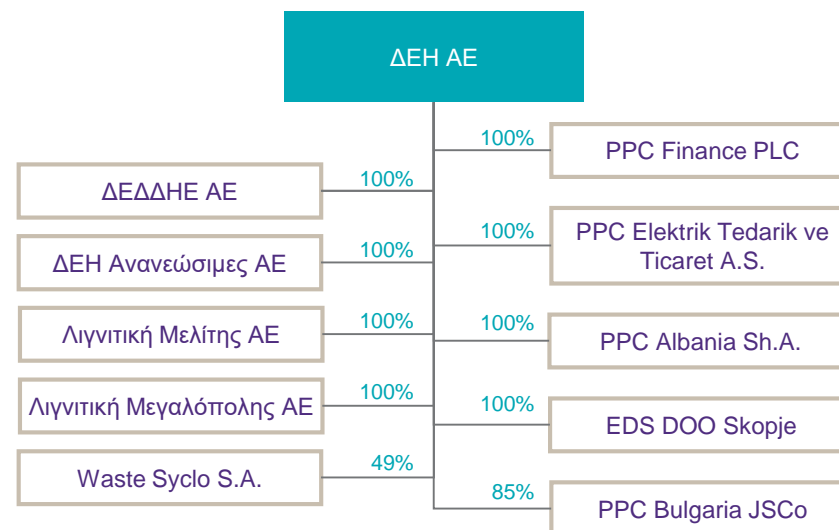 ΔΕΗ ΑΕ
100%
ΔΕΔΔΗΕ ΑΕ
100%
ΔΕΗ Ανανεώσιμες ΑΕ
100%
Λιγνιτική Μελίτης ΑΕ
100%
Λιγνιτική Μεγαλόπολης ΑΕ
49%
Waste Syclo S.A.
100%
PPC Finance PLC
100%
PPC Elektrik Tedarik ve
Ticaret A.S.
100%
PPC Albania Sh.A.
100%
EDS DOO Skopje
85%
PPC Bulgaria JSCo